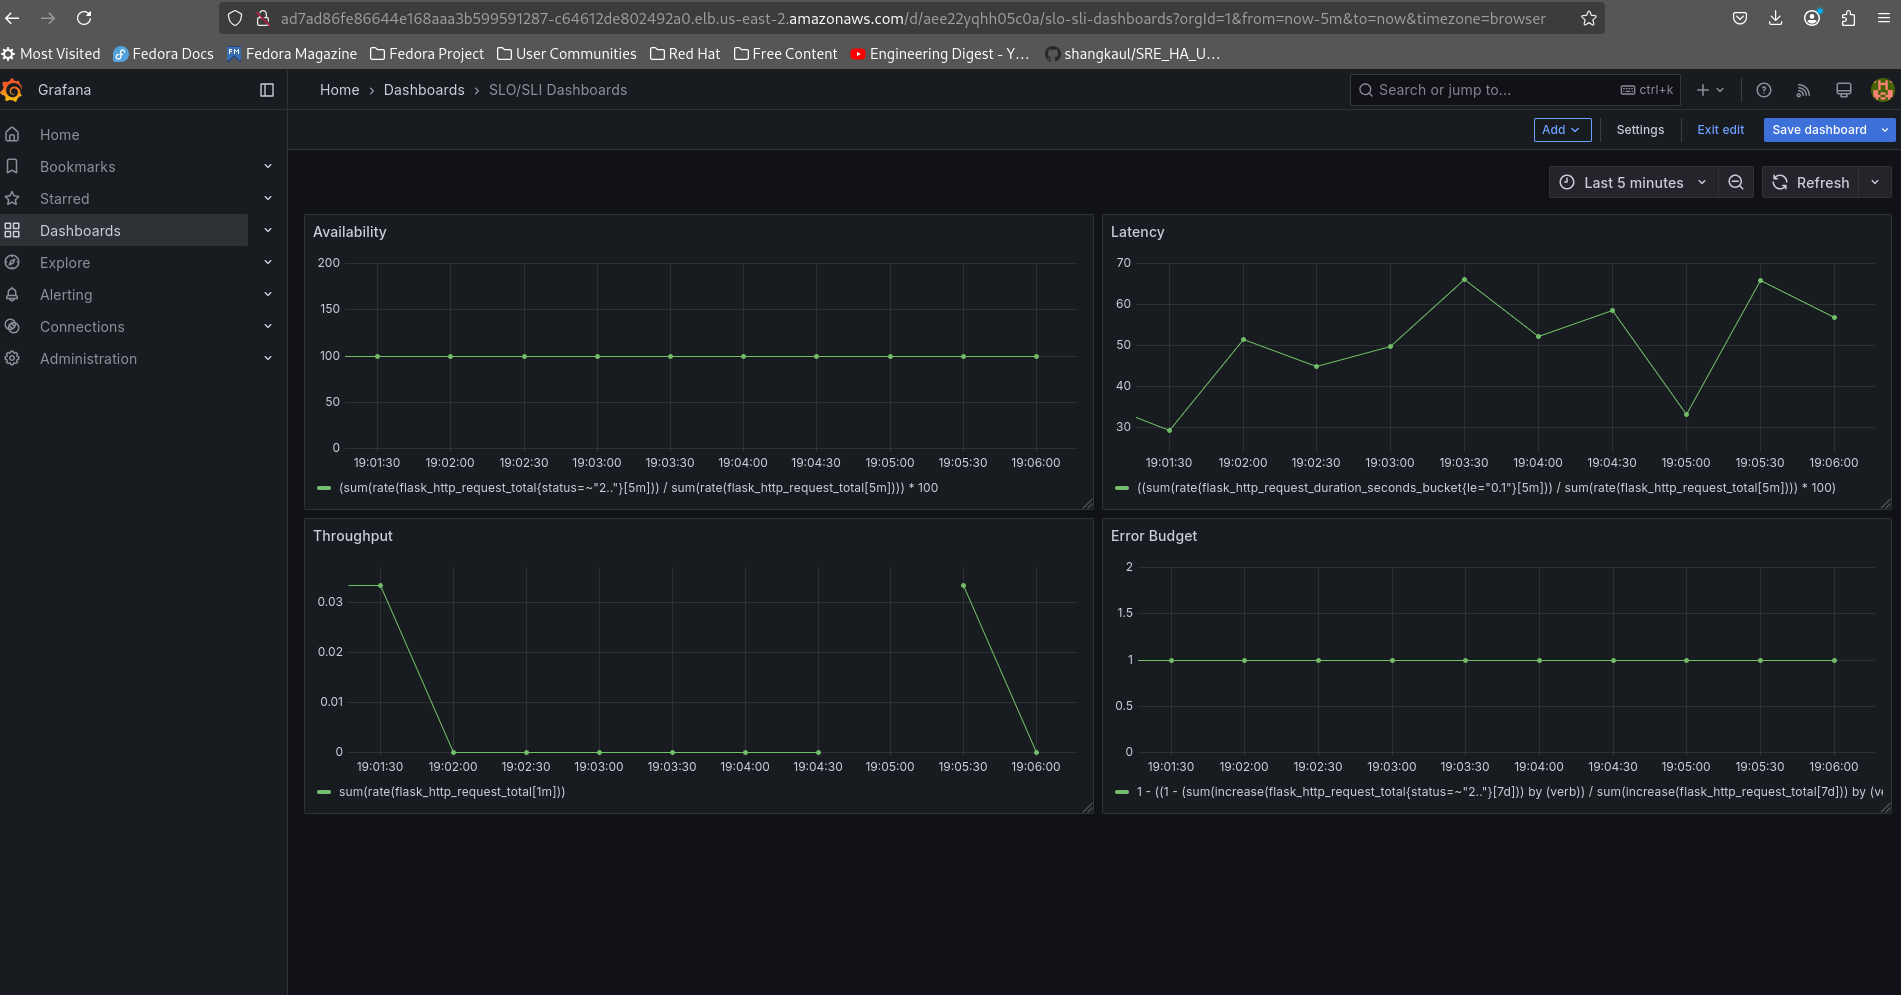 ad7ad86fe86644e168aaa3b599591287-c64612de802492a0.elb.us-east-2.amazonaws.com/d/aee22yqhh05c0a/slo-sli-dashboards?orgId=1&from=now-5m&to=now&timezone=browser
Most Visited Fedora Docs Fedora Magazine Fedora Project User Communities Red Hat Free Content Engineering Digest - Y... shangkaul/SRE_HA_U...
Grafana
Home › Dashboards › SLO/SLI Dashboards
Search or jump to... ctrl+k
Add Settings Exit edit Save dashboard
Home
Bookmarks
Starred
Dashboards
Explore
Alerting
Connections
Administration
Last 5 minutes Refresh
Availability
200
150
100
50
0
19:01:30 19:02:00 19:02:30 19:03:00 19:03:30 19:04:00 19:04:30 19:05:00 19:05:30 19:06:00
(sum(rate(flask_http_request_total{status=~"2.."}[5m])) / sum(rate(flask_http_request_total[5m]))) * 100
Latency
70
60
50
40
30
19:01:30 19:02:00 19:02:30 19:03:00 19:03:30 19:04:00 19:04:30 19:05:00 19:05:30 19:06:00
((sum(rate(flask_http_request_duration_seconds_bucket{le="0.1"}[5m])) / sum(rate(flask_http_request_total[5m]))) * 100)
Throughput
0.03
0.02
0.01
0
19:01:30 19:02:00 19:02:30 19:03:00 19:03:30 19:04:00 19:04:30 19:05:00 19:05:30 19:06:00
sum(rate(flask_http_request_total[1m]))
Error Budget
2
1.5
1
0.5
0
19:01:30 19:02:00 19:02:30 19:03:00 19:03:30 19:04:00 19:04:30 19:05:00 19:05:30 19:06:00
1 - ((1 - (sum(increase(flask_http_request_total{status=~"2.."}[7d])) by (verb)) / sum(increase(flask_http_request_total[7d])) by (ve